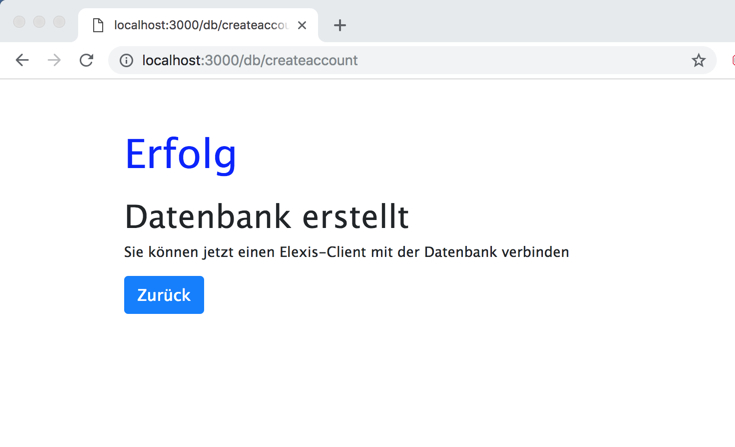 localhost:3000/db/createaccou
localhost:3000/db/createaccount
Erfolg
Datenbank erstellt
Sie können jetzt einen Elexis-Client mit der Datenbank verbinden
Zurück